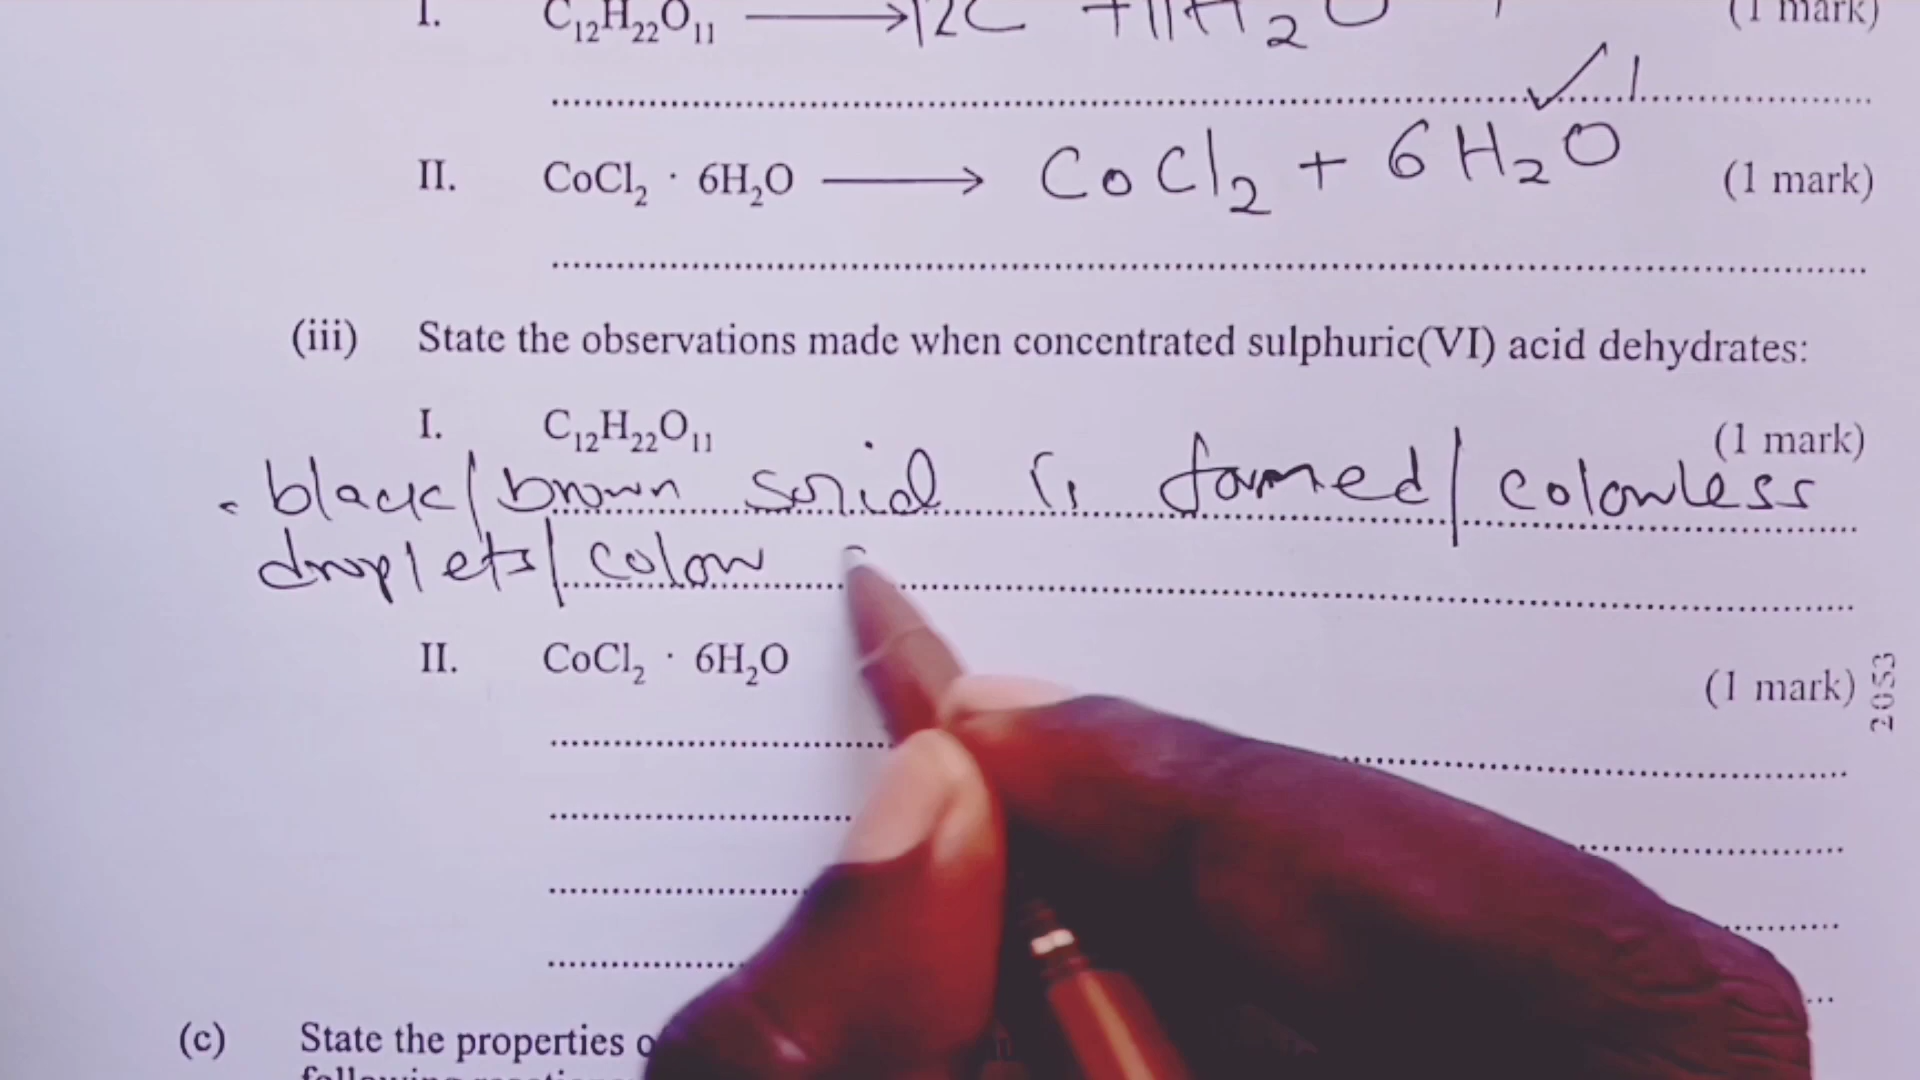 I. C₁₂H₂₂O₁₁ ⟶ 12C + 11H₂O (1 mark)
✓1
II. CoCl₂ · 6H₂O ⟶ CoCl₂ + 6H₂O (1 mark)
(iii) State the observations made when concentrated sulphuric(VI) acid dehydrates:
I. C₁₂H₂₂O₁₁ (1 mark)
- black/brown solid is formed/colourless
droplets/colour
II. CoCl₂ · 6H₂O (1 mark)
2053
(c) State the properties
following